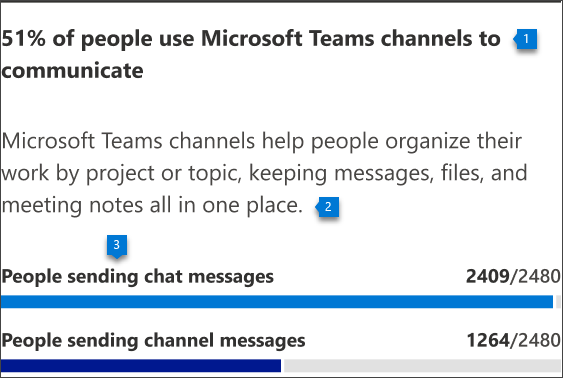 51% of people use Microsoft Teams channels to 1
communicate
Microsoft Teams channels help people organize their
work by project or topic, keeping messages, files, and
meeting notes all in one place. 2
3
People sending chat messages 2409/2480
People sending channel messages 1264/2480